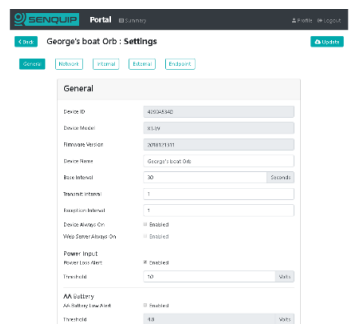 SENQUIP Portal Summary Profile Logout
Back George's boat Orb : Settings Update
General Network Internal External Endpoint
General
Device ID
Device Model
Firmware Version
Device Name George's boat Orb
Base Interval 30 Seconds
Transmit Interval 1
Exception Interval 1
Device Always On Enabled
Web Server Always On Enabled
Power Input
Power Loss Alert Enabled
Threshold 10 Volts
AA Battery
AA Battery Low Alert Enabled
Threshold 4.8 Volts